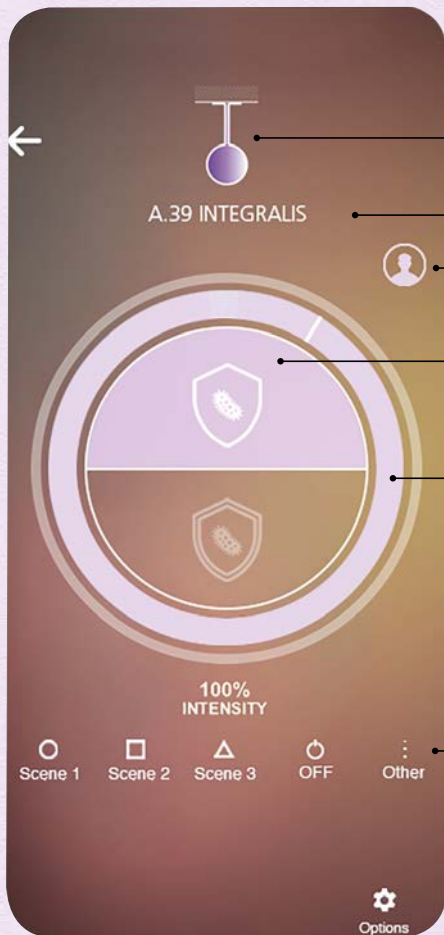 A.39 INTEGRALIS
100%
INTENSITY
Scene 1 Scene 2 Scene 3 OFF Other
Options